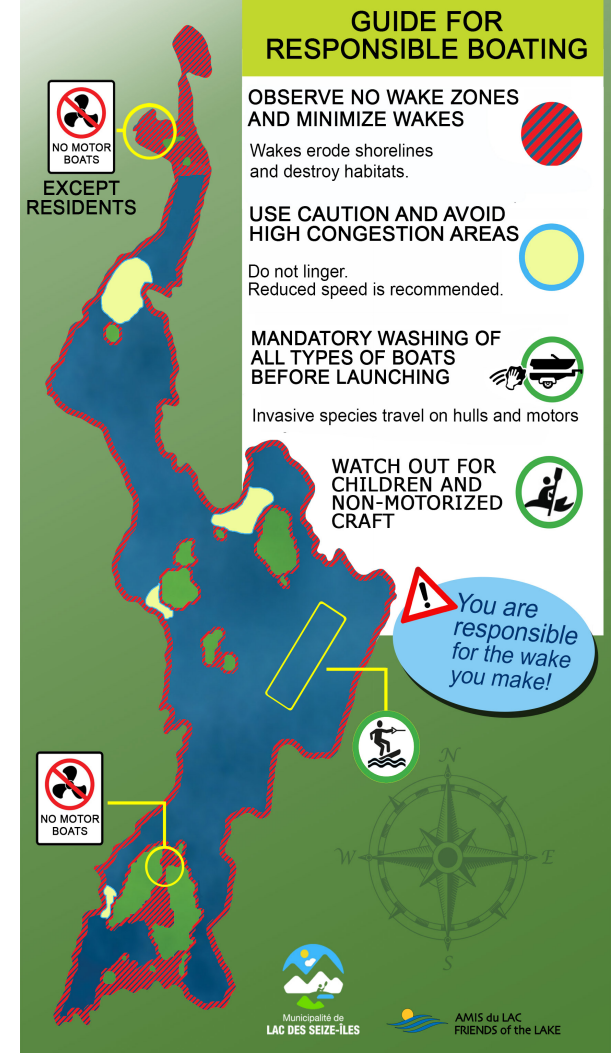 GUIDE FOR
RESPONSIBLE BOATING
NO MOTOR
BOATS
EXCEPT
RESIDENTS
OBSERVE NO WAKE ZONES
AND MINIMIZE WAKES
Wakes erode shorelines
and destroy habitats.
USE CAUTION AND AVOID
HIGH CONGESTION AREAS
Do not linger.
Reduced speed is recommended.
MANDATORY WASHING OF
ALL TYPES OF BOATS
BEFORE LAUNCHING
Invasive species travel on hulls and motors
WATCH OUT FOR
CHILDREN AND
NON-MOTORIZED
CRAFT
!
You are
responsible
for the wake
you make!
NO MOTOR
BOATS
N
W
E
S
Municipalité de
LAC DES SEIZE-ÎLES
AMIS du LAC
FRIENDS of the LAKE